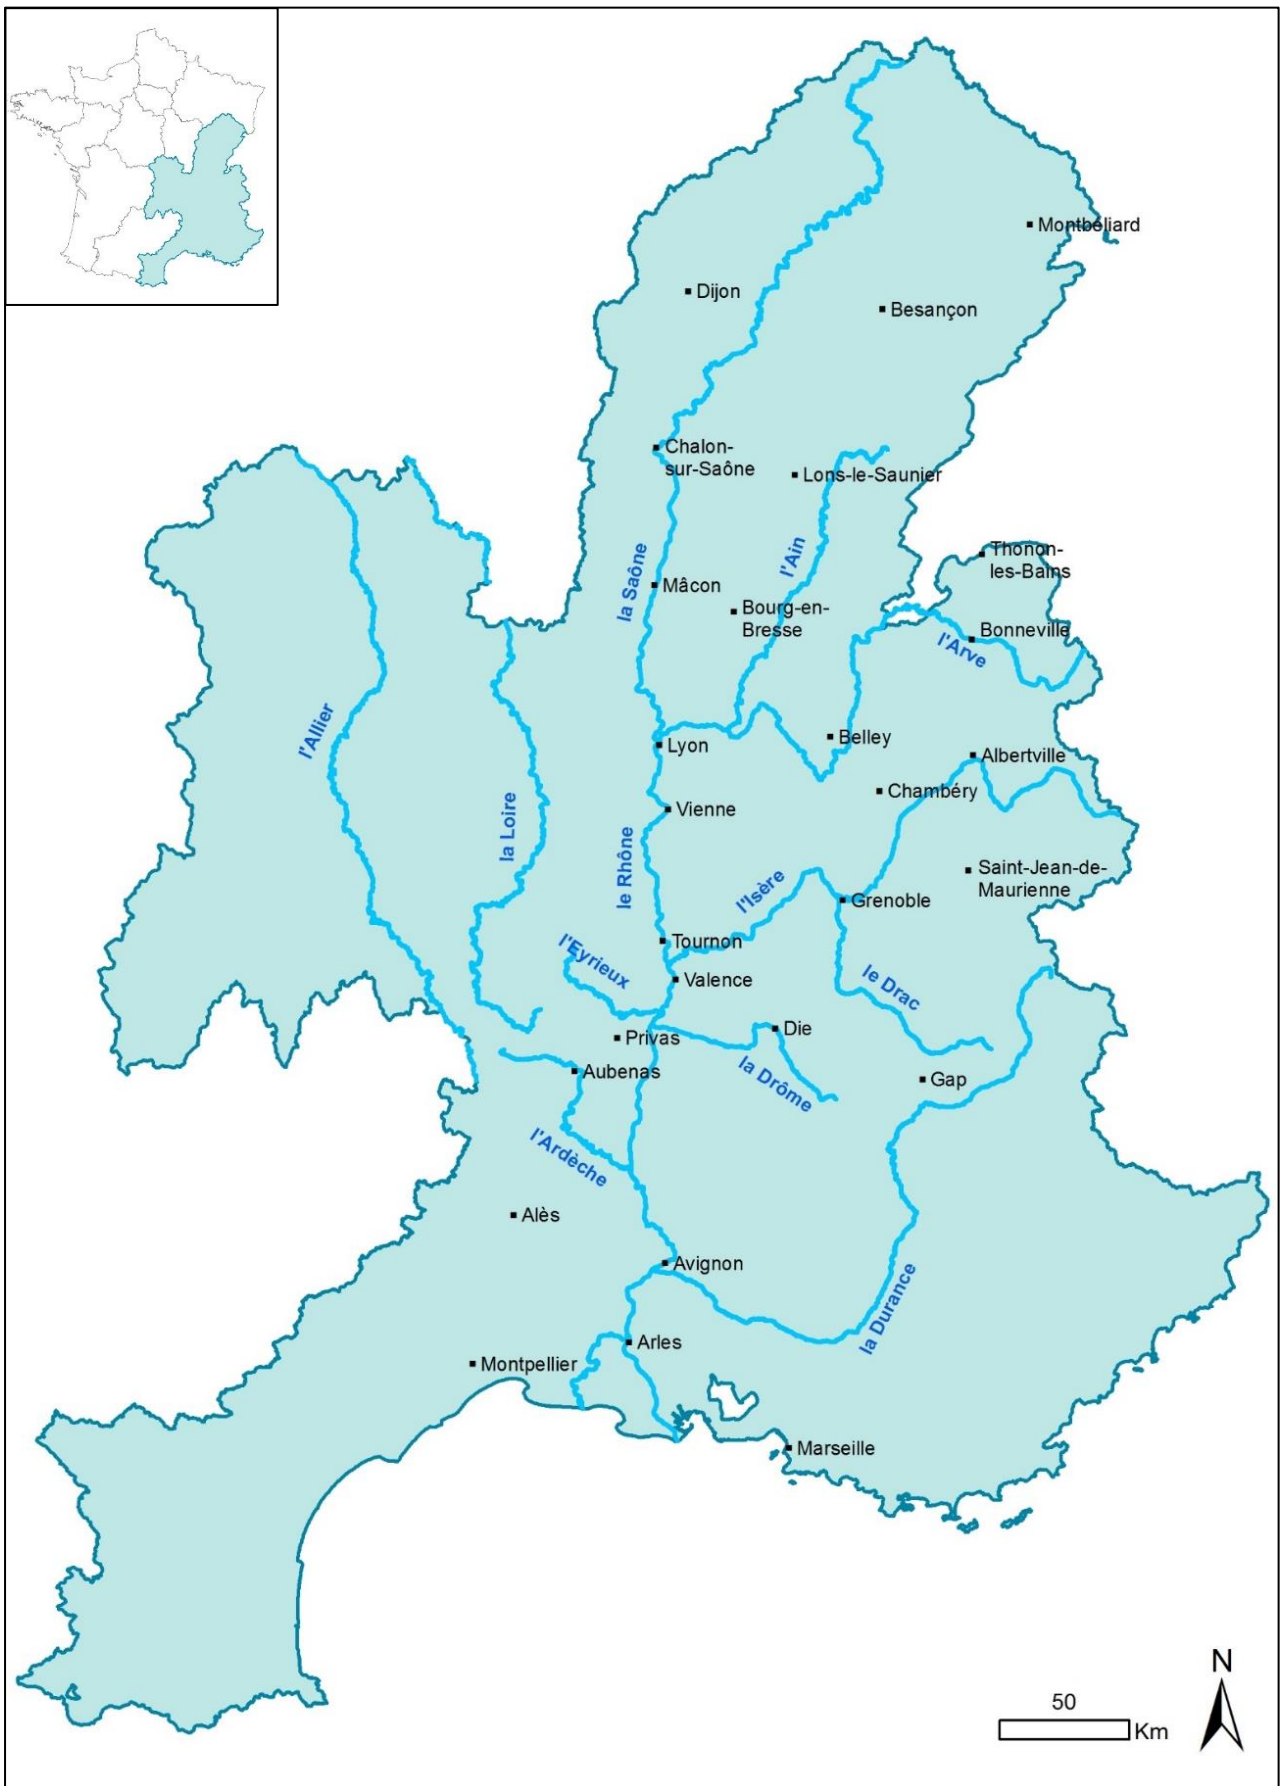 Montbéliard
Dijon
Besançon
Chalon-
sur-Saône
Lons-le-Saunier
l'Ain
la Saône
Thonon-
les-Bains
Mâcon
Bourg-en-
Bresse
Bonneville
l'Arve
l'Allier
Lyon
Belley
Albertville
Chambéry
Vienne
la Loire
le Rhône
Saint-Jean-de-
Maurienne
l'Isère
Grenoble
Tournon
l'Eyrieux
Valence
le Drac
Die
Privas
Aubenas
la Drôme
Gap
l'Ardèche
Alès
Avignon
la Durance
Arles
Montpellier
Marseille
N
50
Km